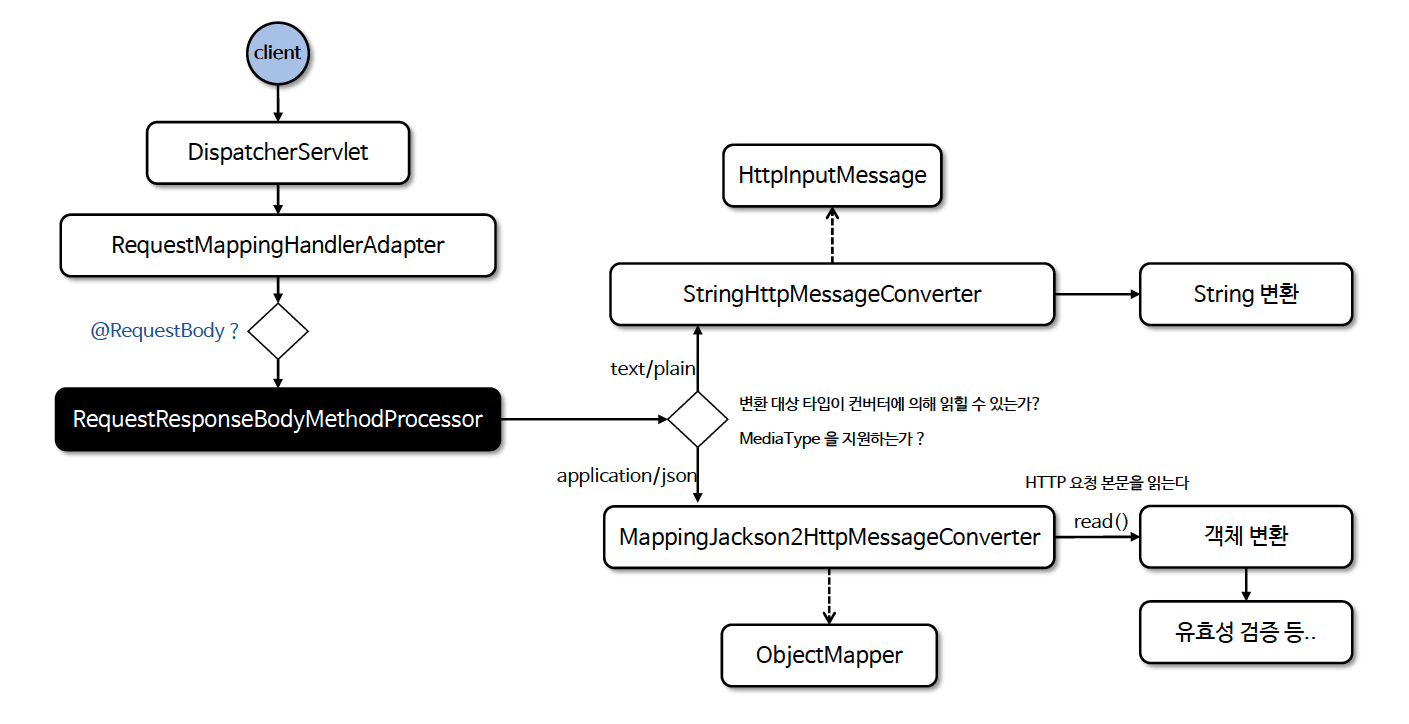 client
DispatcherServlet
RequestMappingHandlerAdapter
@RequestBody ?
RequestResponseBodyMethodProcessor
HttpInputMessage
StringHttpMessageConverter
String 변환
text/plain
변환 대상 타입이 컨버터에 의해 읽힐 수 있는가?
MediaType 을 지원하는가 ?
application/json
HTTP 요청 본문을 읽는다
MappingJackson2HttpMessageConverter
read()
객체 변환
유효성 검증 등..
ObjectMapper